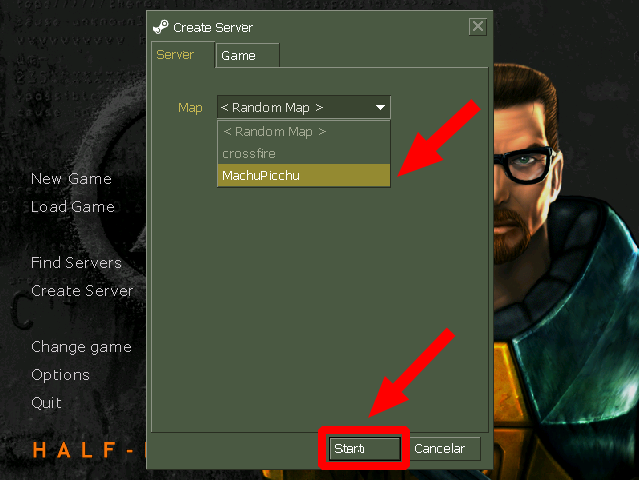 Create Server
Server
Game
Map
< Random Map >
< Random Map >
crossfire
MachuPicchu
New Game
Load Game
Find Servers
Create Server
Change game
Options
Quit
Start
Cancelar
HALF-